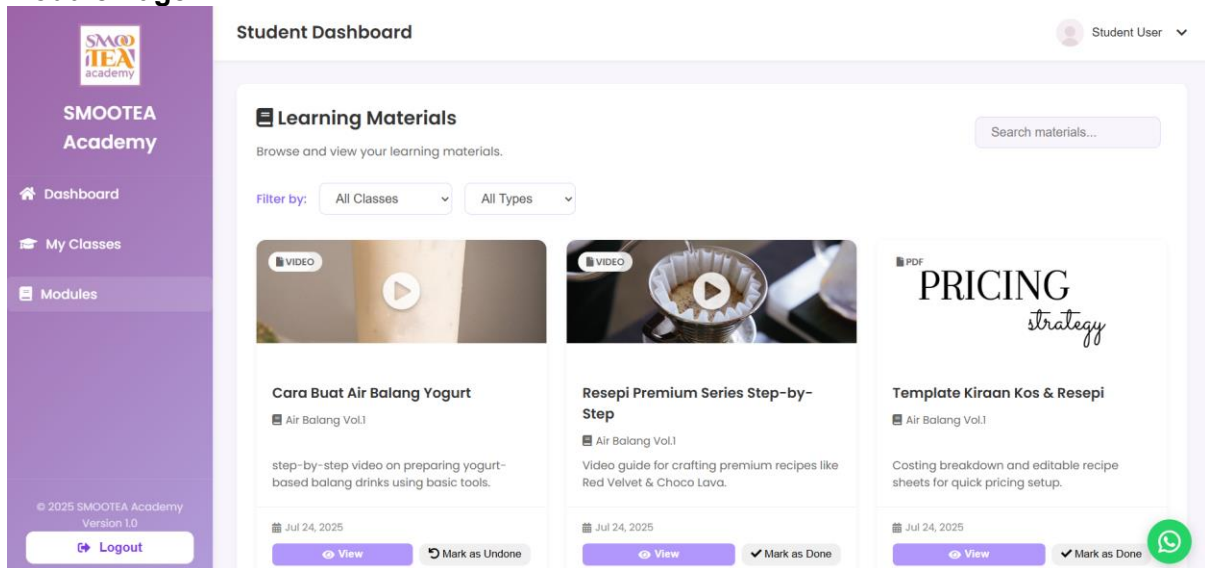 SMOO
TEA
academy
SMOOTEA
Academy
Dashboard
My Classes
Modules
© 2025 SMOOTEA Academy
Version 1.0
Logout
Student Dashboard
Student User
Learning Materials
Browse and view your learning materials.
Search materials...
Filter by:
All Classes
All Types
VIDEO
Cara Buat Air Balang Yogurt
Air Balang Vol.1
step-by-step video on preparing yogurt-
based balang drinks using basic tools.
Jul 24, 2025
View
Mark as Undone
VIDEO
Resepi Premium Series Step-by-
Step
Air Balang Vol.1
Video guide for crafting premium recipes like
Red Velvet & Choco Lava.
Jul 24, 2025
View
Mark as Done
PDF
PRICING
strategy
Template Kiraan Kos & Resepi
Air Balang Vol.1
Costing breakdown and editable recipe
sheets for quick pricing setup.
Jul 24, 2025
View
Mark as Done